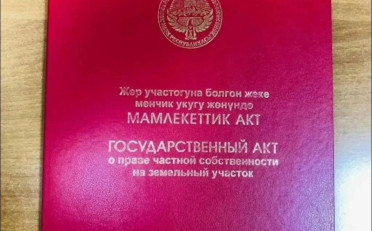 Жер участогуна болгон жеке
менчик укугу жөнүндө
МАМЛЕКЕТТИК АКТ
ГОСУДАРСТВЕННЫЙ АКТ
о праве частной собственности
на земельный участок